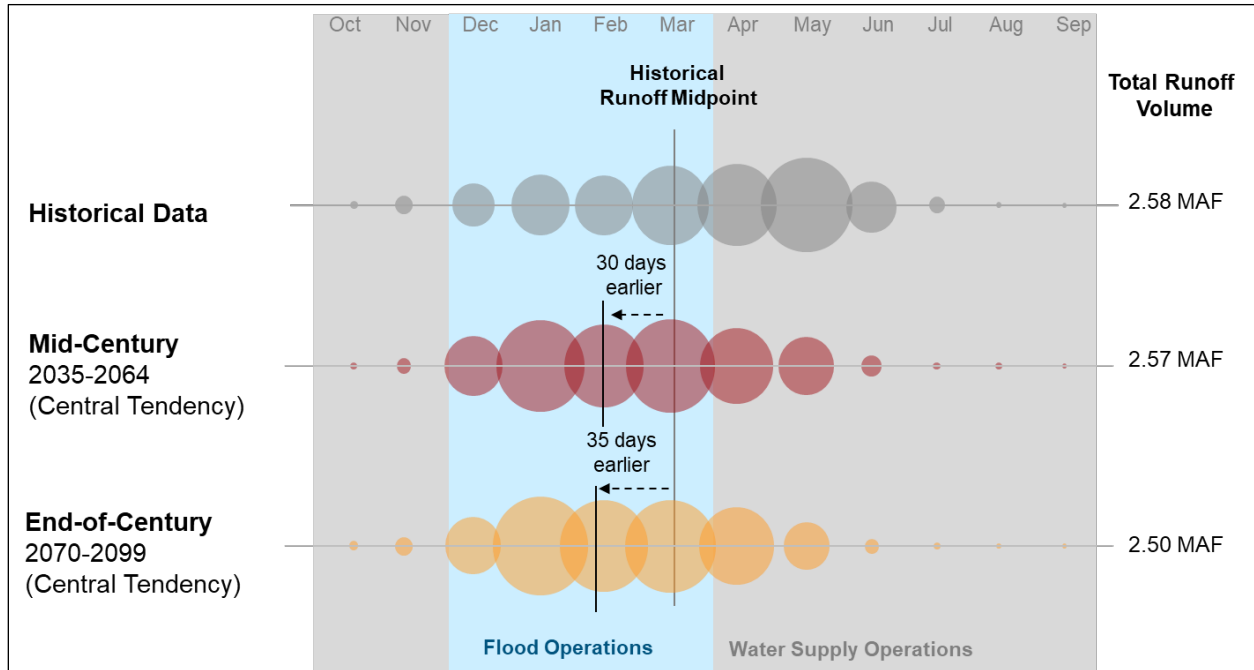 Oct Nov Dec Jan Feb Mar Apr May Jun Jul Aug Sep
Historical
Runoff Midpoint
Total Runoff
Volume
Historical Data
2.58 MAF
30 days
earlier
Mid-Century
2035-2064
(Central Tendency)
2.57 MAF
35 days
earlier
End-of-Century
2070-2099
(Central Tendency)
2.50 MAF
Flood Operations
Water Supply Operations